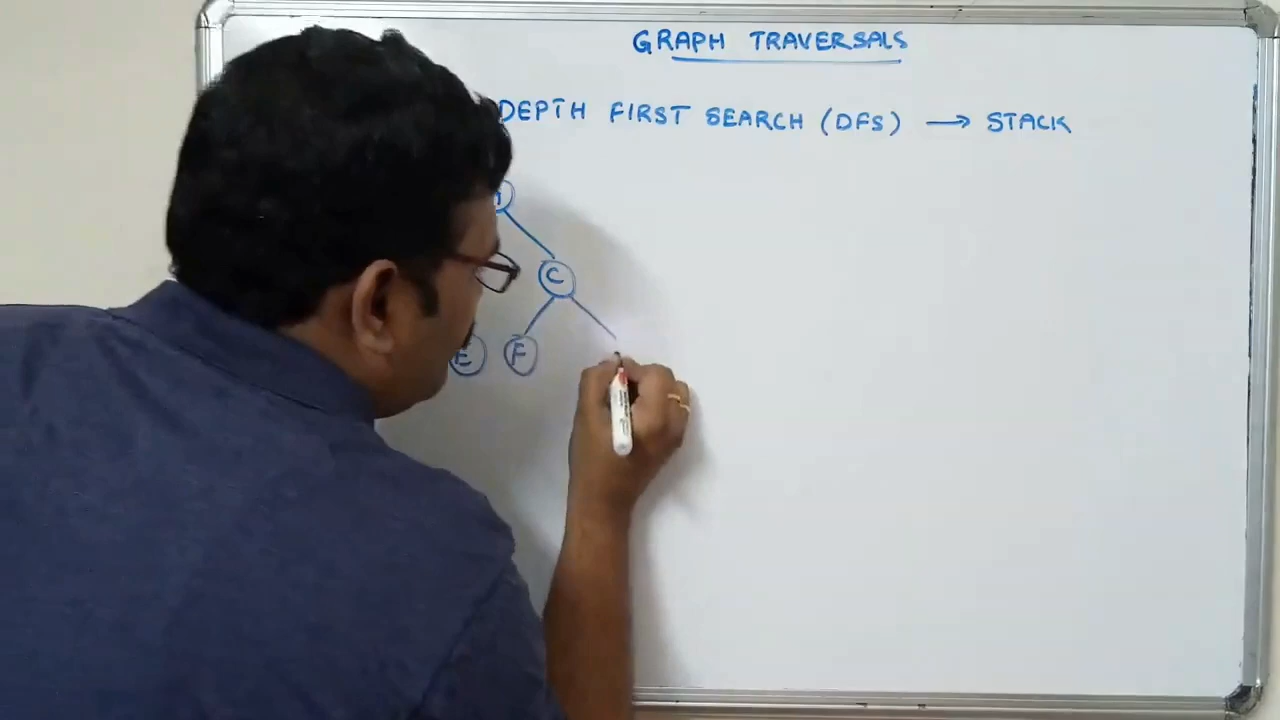 GRAPH TRAVERSALS
DEPTH FIRST SEARCH (DFS) → STACK
C
E F